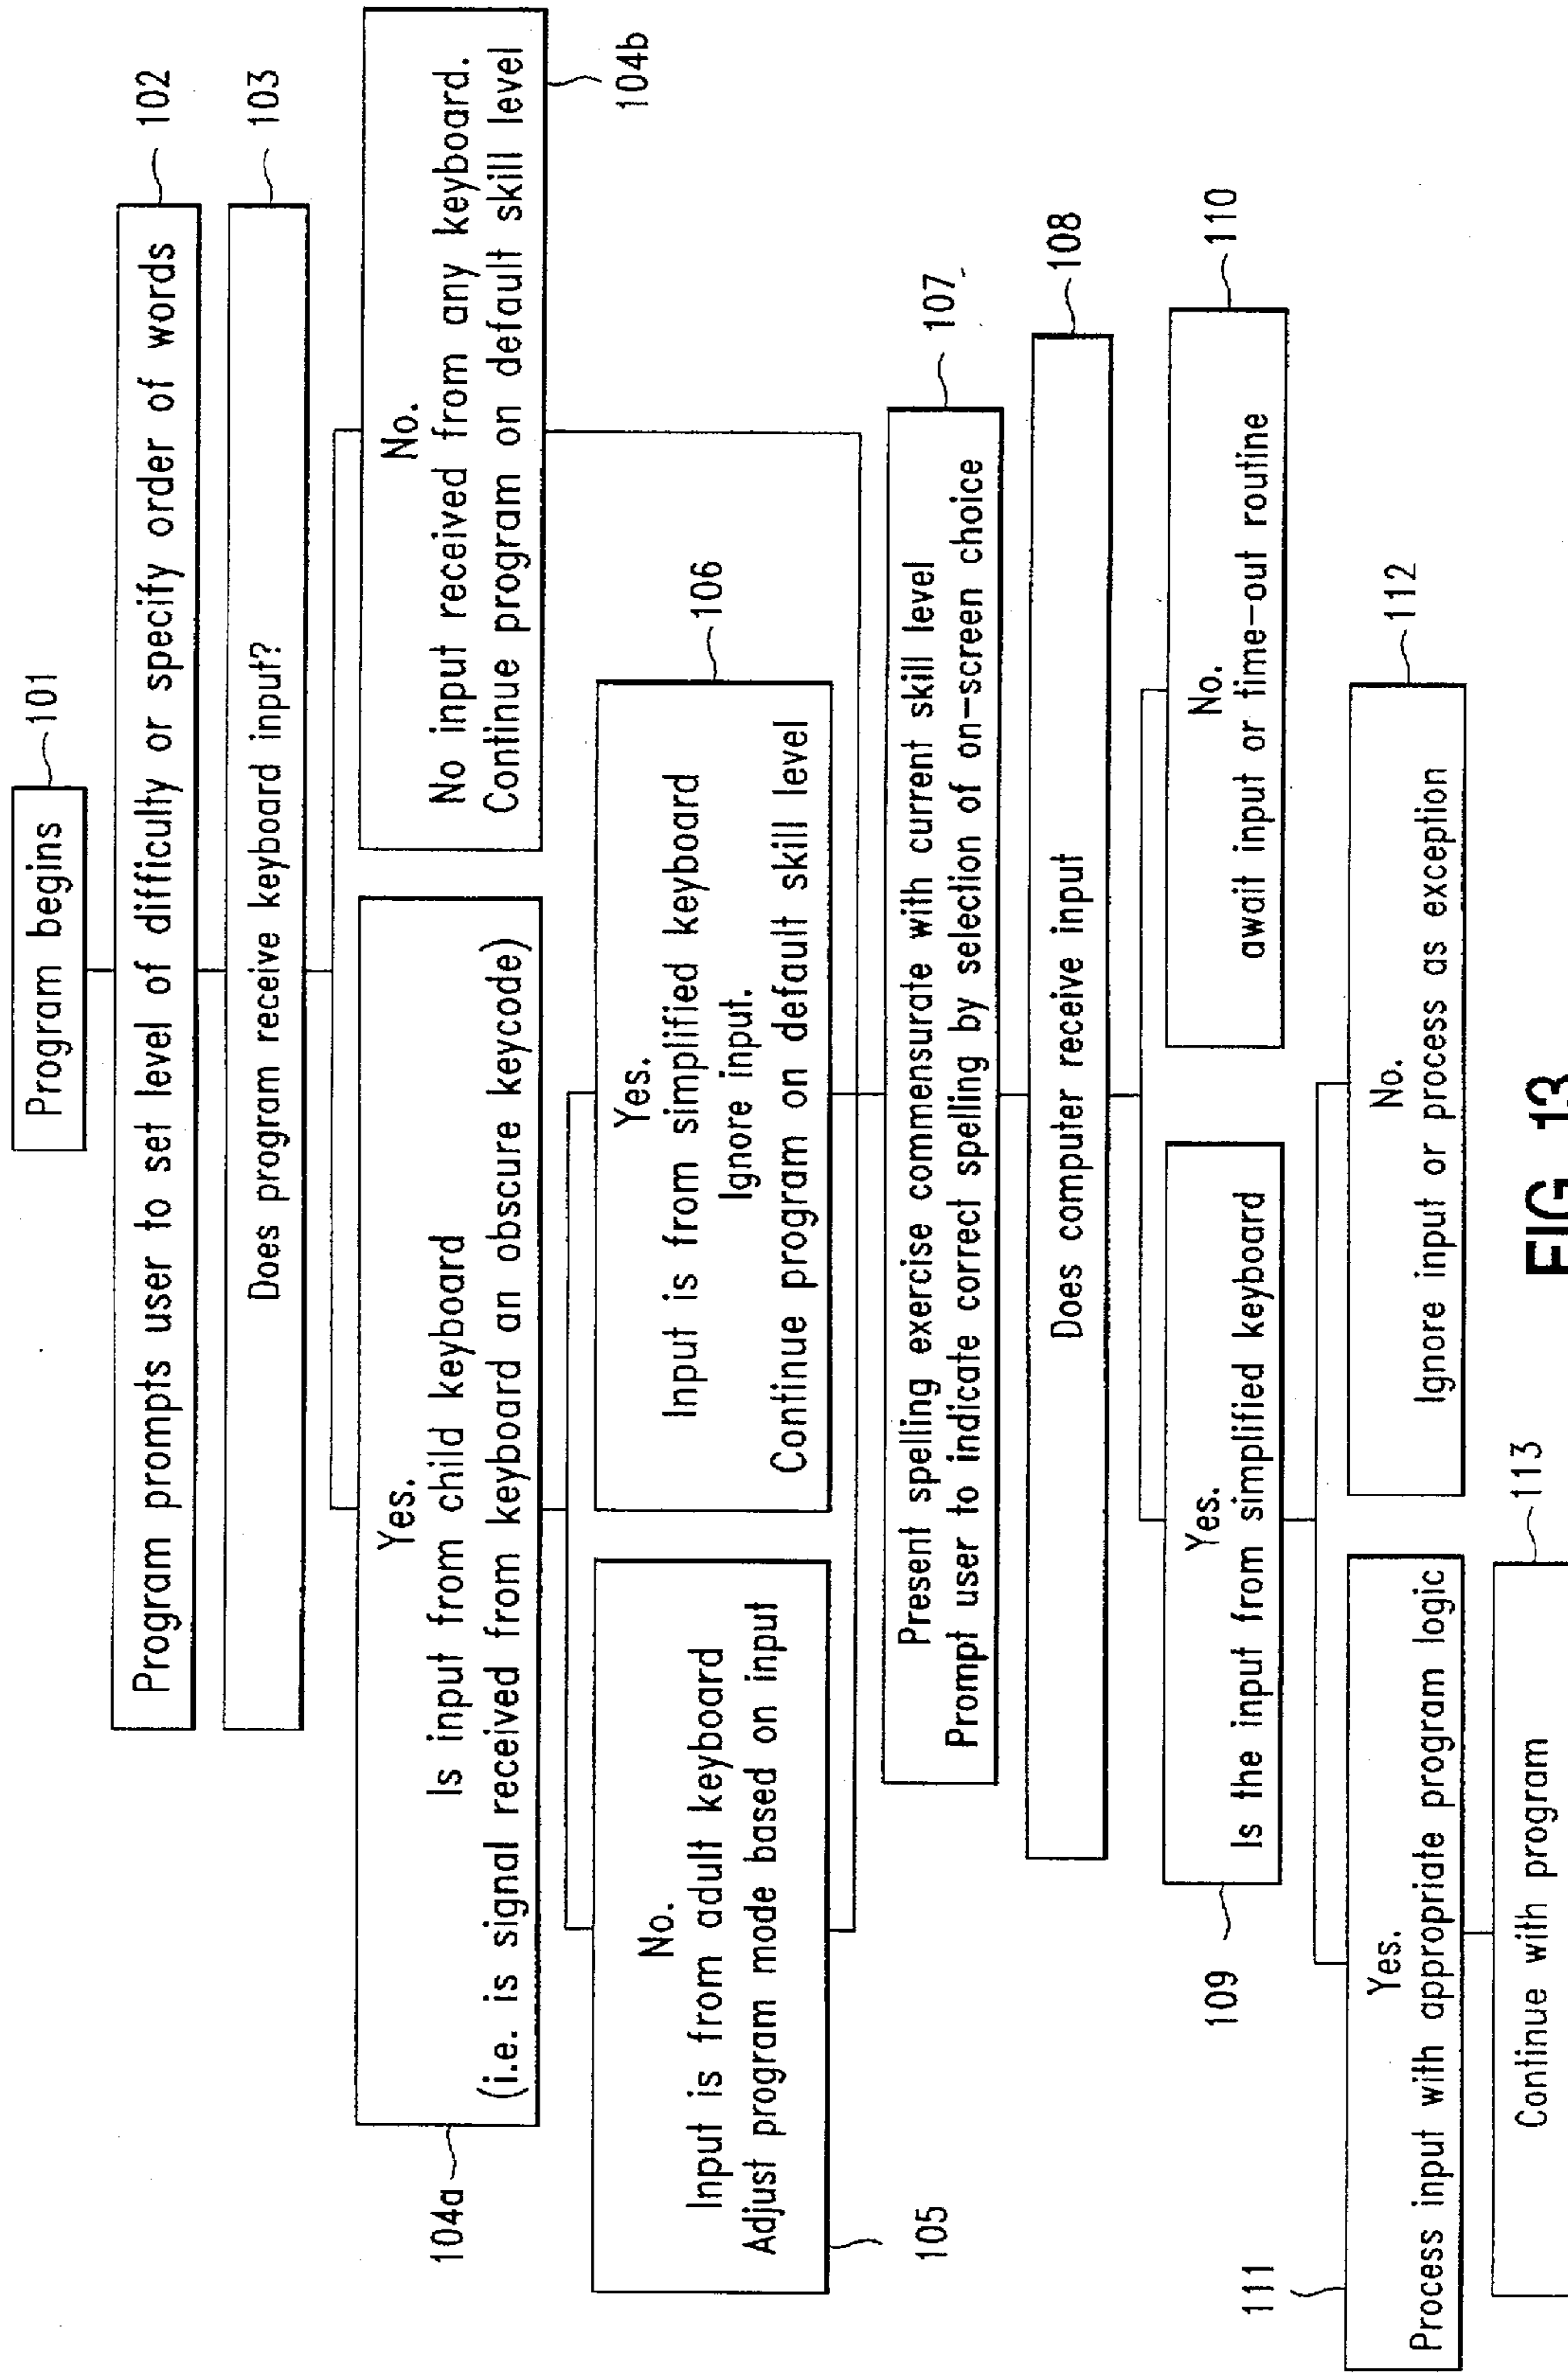 Program begins
101
Program prompts user to set level of difficulty or specify order of words
102
Does program receive keyboard input?
103
Yes.
Is input from child keyboard
(i.e. is signal received from keyboard an obscure keycode)
104a
No.
No input received from any keyboard.
Continue program on default skill level
104b
No.
Input is from adult keyboard
Adjust program mode based on input
105
Yes.
Input is from simplified keyboard
Ignore input.
Continue program on default skill level
106
Present spelling exercise commensurate with current skill level
Prompt user to indicate correct spelling by selection of on-screen choice
107
Does computer receive input
108
Yes.
Is the input from simplified keyboard
109
No.
await input or time-out routine
110
Yes.
Process input with appropriate program logic
111
No.
Ignore input or process as exception
112
Continue with program
113
FIG. 13